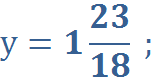 y = 1 23/18 ;